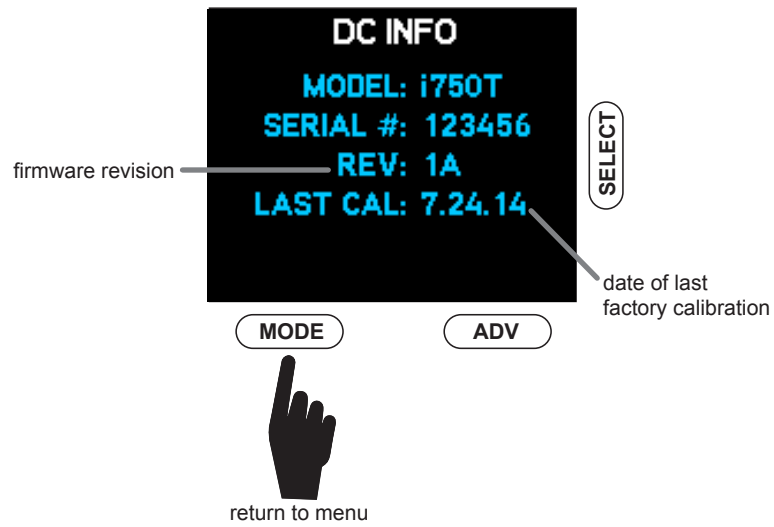 DC INFO
MODEL: i750T
SERIAL #: 123456
SELECT
firmware revision
REV: 1A
LAST CAL: 7.24.14
date of last
factory calibration
MODE
ADV
return to menu